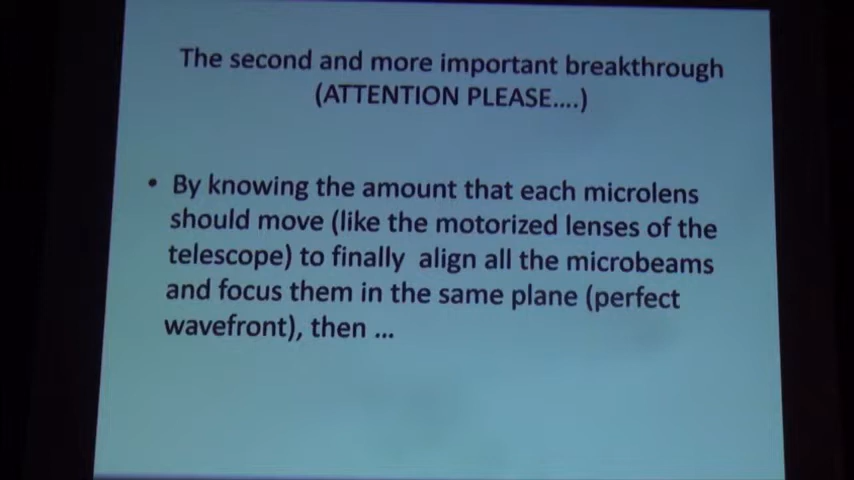 The second and more important breakthrough
(ATTENTION PLEASE....)
• By knowing the amount that each microlens
should move (like the motorized lenses of the
telescope) to finally align all the microbeams
and focus them in the same plane (perfect
wavefront), then ...